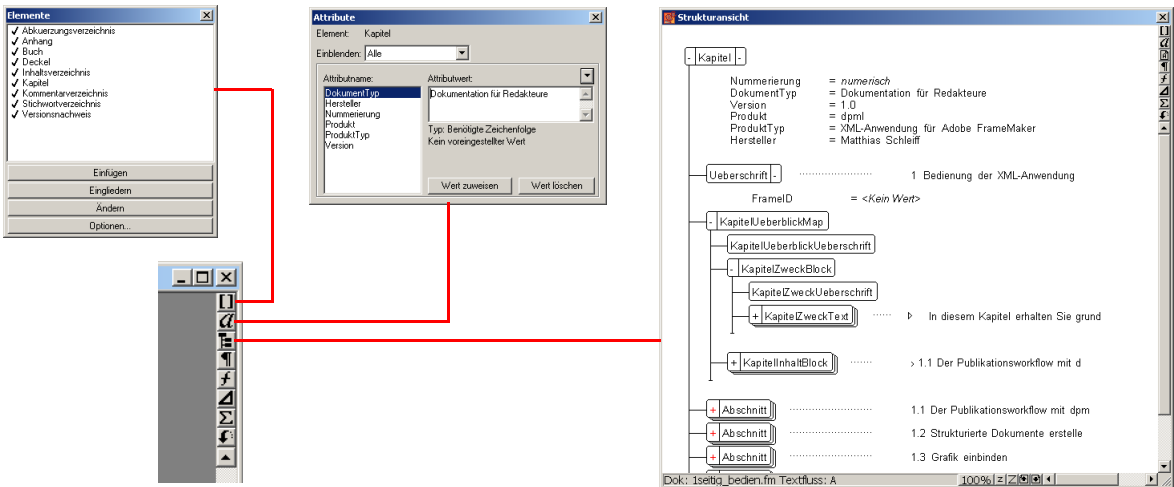 Elemente
Abkuerzungsverzeichnis
Anhang
Buch
Deckel
Inhaltsverzeichnis
Kapitel
Kommentarverzeichnis
Stichwortverzeichnis
Versionsnachweis
Einfügen
Eingliedern
Ändern
Optionen...
Attribute
Element: Kapitel
Einblenden: Alle
Attributname: Attributwert:
DokumentTyp
Hersteller
Nummerierung
Produkt
ProduktTyp
Version
Dokumentation für Redakteure
Typ: Benötigte Zeichenfolge
Kein voreingestellter Wert
Wert zuweisen Wert löschen
Strukturansicht
Kapitel
Nummerierung = numerisch
DokumentTyp = Dokumentation für Redakteure
Version = 1.0
Produkt = dpml
ProduktTyp = XML-Anwendung für Adobe FrameMaker
Hersteller = Matthias Schleiff
Ueberschrift 1 Bedienung der XML-Anwendung
FrameID = <Kein Wert>
KapitelUeberblickMap
KapitelUeberblickUeberschrift
KapitelZweckBlock
KapitelZweckUeberschrift
KapitelZweckText In diesem Kapitel erhalten Sie grund
KapitelInhaltBlock > 1.1 Der Publikationsworkflow mit d
Abschnitt 1.1 Der Publikationsworkflow mit dpm
Abschnitt 1.2 Strukturierte Dokumente erstelle
Abschnitt 1.3 Grafik einbinden
Dok: 1seitig_bedien.fm Textfluss: A 100% z Z